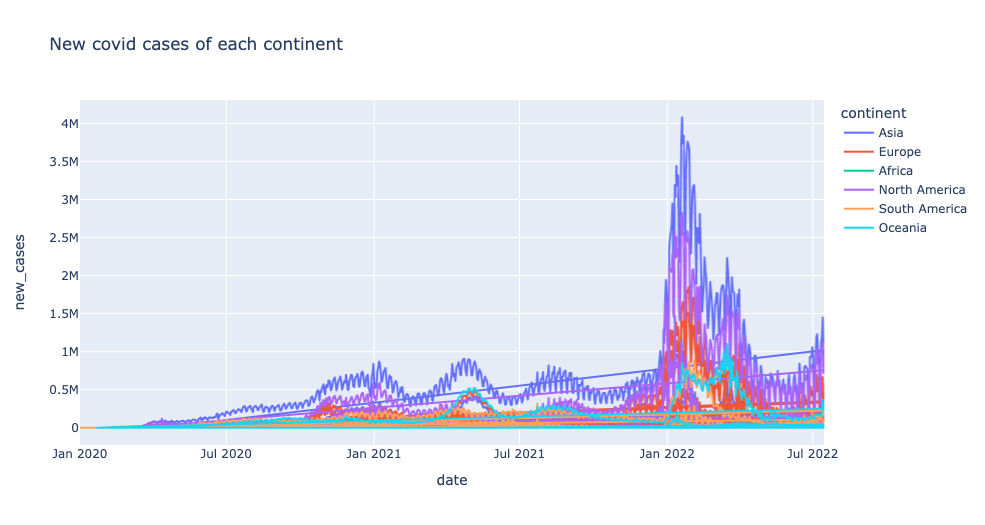 New covid cases of each continent
continent
Asia
Europe
Africa
North America
South America
Oceania
4M
3.5M
3M
2.5M
2M
1.5M
1M
0.5M
0
new_cases
Jan 2020
Jul 2020
Jan 2021
Jul 2021
Jan 2022
Jul 2022
date